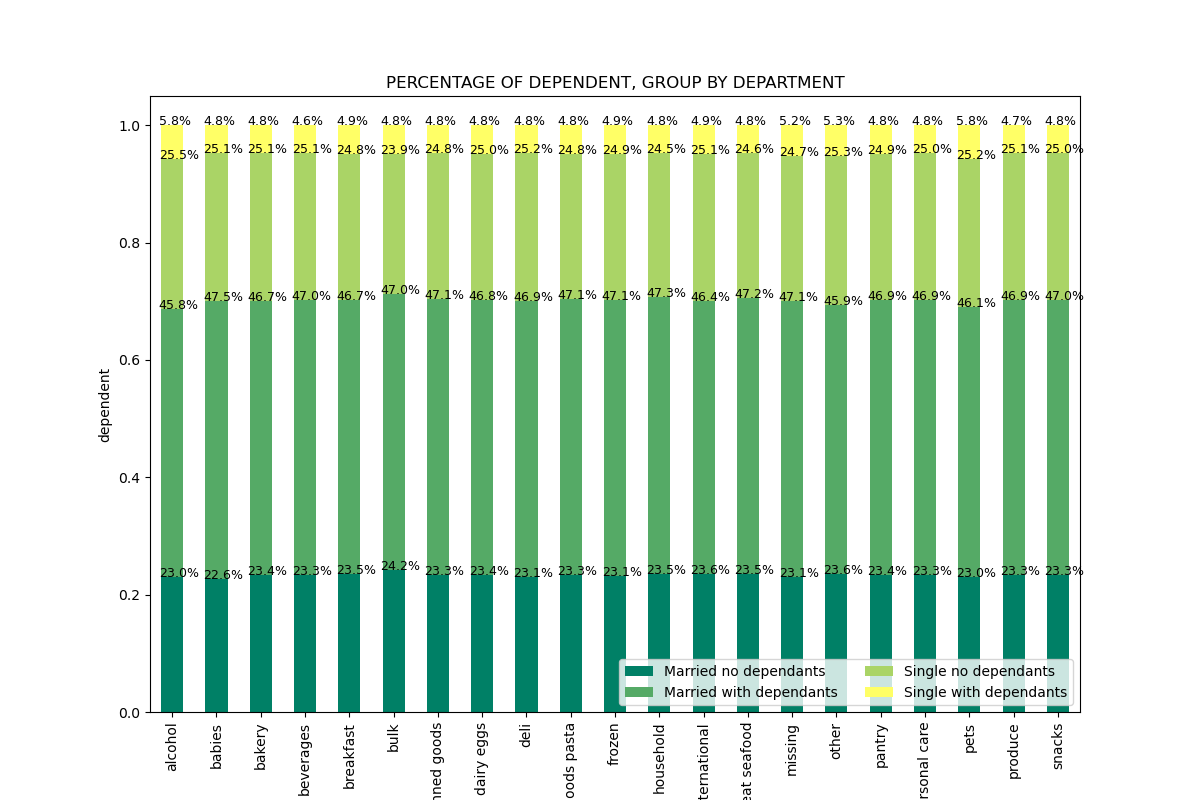 PERCENTAGE OF DEPENDENT, GROUP BY DEPARTMENT
5.8% 4.8% 4.8% 4.6% 4.9% 4.8% 4.8% 4.8% 4.8% 4.8% 4.9% 4.8% 4.9% 4.8% 5.2% 5.3% 4.8% 4.8% 5.8% 4.7% 4.8%
25.5% 25.1% 25.1% 25.1% 24.8% 23.9% 24.8% 25.0% 25.2% 24.8% 24.9% 24.5% 25.1% 24.6% 24.7% 25.3% 24.9% 25.0% 25.2% 25.1% 25.0%
45.8% 47.5% 46.7% 47.0% 46.7% 47.0% 47.1% 46.8% 46.9% 47.1% 47.1% 47.3% 46.4% 47.2% 47.1% 45.9% 46.9% 46.9% 46.1% 46.9% 47.0%
23.0% 22.6% 23.4% 23.3% 23.5% 24.2% 23.3% 23.4% 23.1% 23.3% 23.1% 23.5% 23.6% 23.5% 23.1% 23.6% 23.4% 23.3% 23.0% 23.3% 23.3%
1.0
0.8
0.6
0.4
0.2
0.0
dependent
Married no dependants
Married with dependants
Single no dependants
Single with dependants
alcohol
babies
bakery
beverages
breakfast
bulk
nned goods
dairy eggs
deli
oods pasta
frozen
household
ternational
eat seafood
missing
other
pantry
rsonal care
pets
produce
snacks